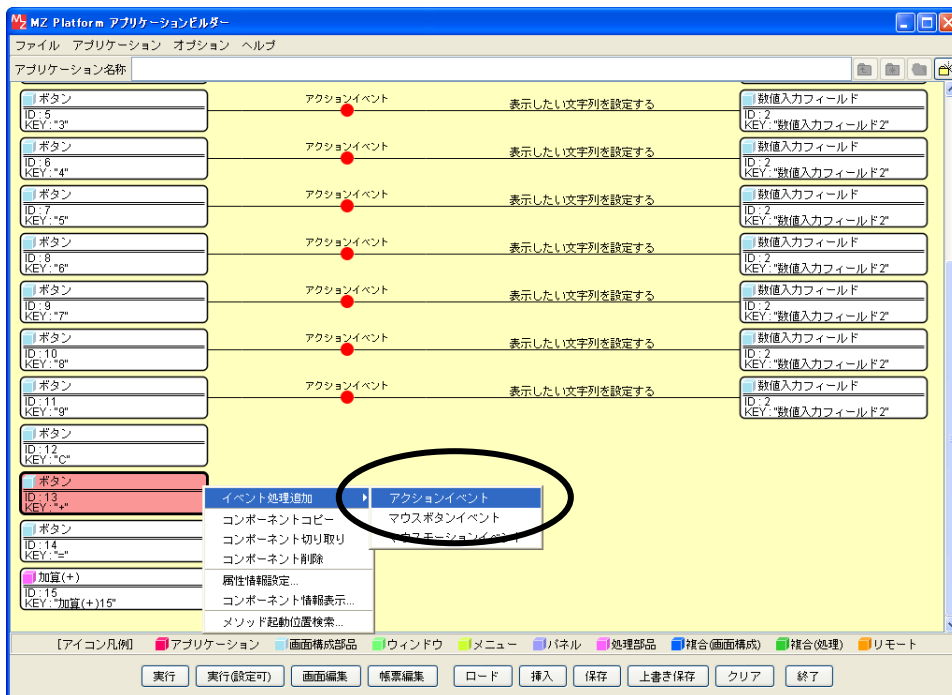 MZ Platform アプリケーションビルダー
ファイル アプリケーション オプション ヘルプ
アプリケーション名称
ボタン アクションイベント 表示したい文字列を設定する 数値入力フィールド
ID : 5 ID : 2
KEY : "3" KEY : "数値入力フィールド2"
ボタン アクションイベント 表示したい文字列を設定する 数値入力フィールド
ID : 6 ID : 2
KEY : "4" KEY : "数値入力フィールド2"
ボタン アクションイベント 表示したい文字列を設定する 数値入力フィールド
ID : 7 ID : 2
KEY : "5" KEY : "数値入力フィールド2"
ボタン アクションイベント 表示したい文字列を設定する 数値入力フィールド
ID : 8 ID : 2
KEY : "6" KEY : "数値入力フィールド2"
ボタン アクションイベント 表示したい文字列を設定する 数値入力フィールド
ID : 9 ID : 2
KEY : "7" KEY : "数値入力フィールド2"
ボタン アクションイベント 表示したい文字列を設定する 数値入力フィールド
ID : 10 ID : 2
KEY : "8" KEY : "数値入力フィールド2"
ボタン アクションイベント 表示したい文字列を設定する 数値入力フィールド
ID : 11 ID : 2
KEY : "9" KEY : "数値入力フィールド2"
ボタン
ID : 12
KEY : "C"
ボタン
ID : 13
KEY : "+"
イベント処理追加 アクションイベント
コンポーネントコピー マウスボタンイベント
コンポーネント切り取り マウスモーションイベント
コンポーネント削除
属性情報設定...
コンポーネント情報表示...
メソッド起動位置検索...
ボタン
ID : 14
KEY : "="
加算(+)
ID : 15
KEY : "加算(+)15"
[アイコン凡例] アプリケーション 画面構成部品 ウィンドウ メニュー パネル 処理部品 複合(画面構成) 複合(処理) リモート
実行 実行(設定可) 画面編集 帳票編集 ロード 挿入 保存 上書き保存 クリア 終了